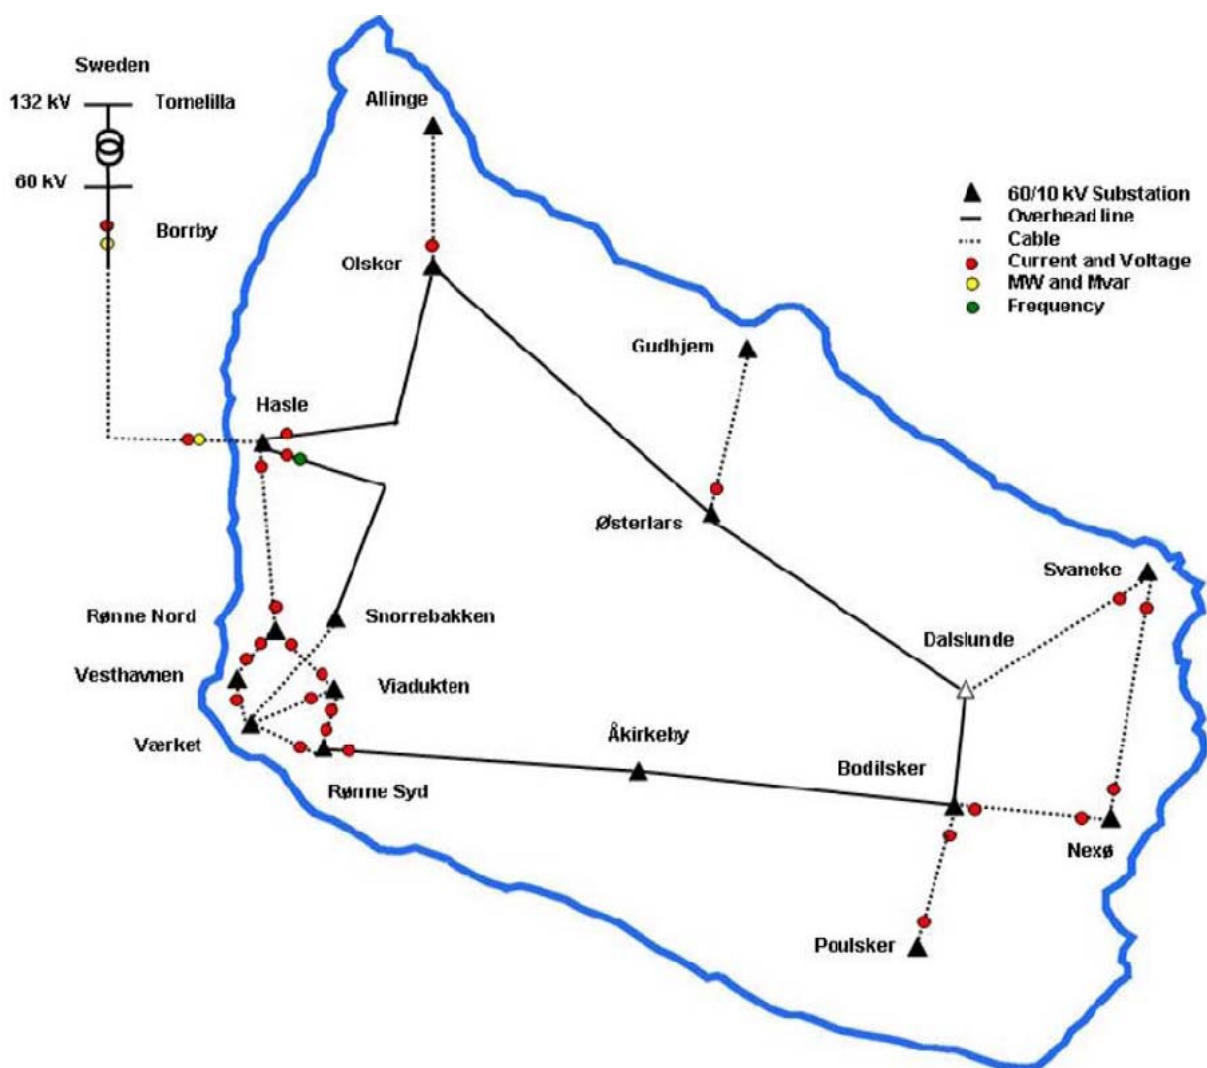 Sweden
132 kV Tomelilla
60 kV
Borrby
Allinge
Olsker
60/10 kV Substation
Overhead line
Cable
Current and Voltage
MW and Mvar
Frequency
Gudhjem
Hasle
Østerlars
Svaneke
Rønne Nord
Snorrebakken
Dalslunde
Vesthavnen
Viadukten
Værket
Åkirkeby
Bodilsker
Rønne Syd
Nexø
Poulsker